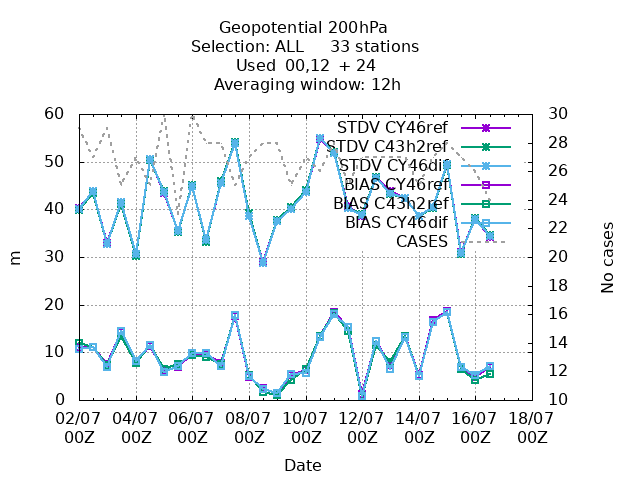 Geopotential 200hPa
Selection: ALL 33 stations
Used 00,12 + 24
Averaging window: 12h
60 30
STDV CY46ref
28
STDV C43h2ref
50
STDV CY46dif
26
BIAS CY46ref
24
40
BIAS C43h2ref
BIAS CY46dif
22
CASES
m 30 20 No cases
18
20
16
14
10
12
0 10
02/07 04/07 06/07 08/07 10/07 12/07 14/07 16/07 18/07
00Z 00Z 00Z 00Z 00Z 00Z 00Z 00Z 00Z
Date